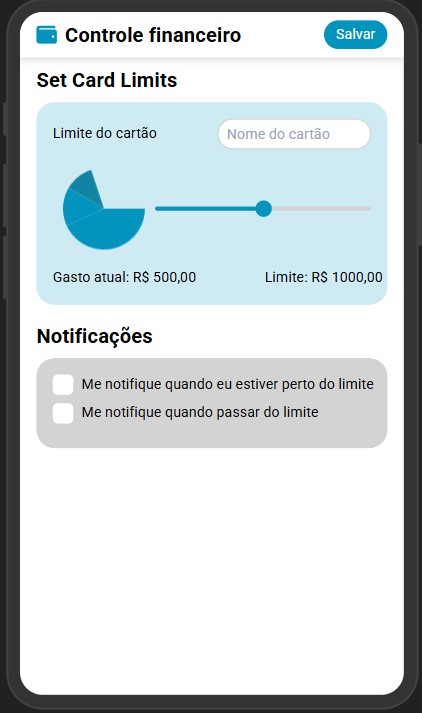 Controle financeiro
Salvar
Set Card Limits
Limite do cartão
Nome do cartão
Gasto atual: R$ 500,00
Limite: R$ 1000,00
Notificações
Me notifique quando eu estiver perto do limite
Me notifique quando passar do limite